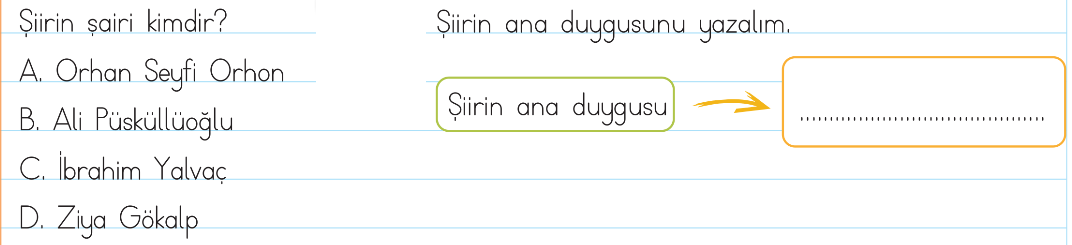 Şiirin şairi kimdir?
A. Orhan Seyfi Orhon
B. Ali Püsküllüoğlu
C. İbrahim Yalvaç
D. Ziya Gökalp
Şiirin ana duygusunu yazalım.
Şiirin ana duygusu
.........................................